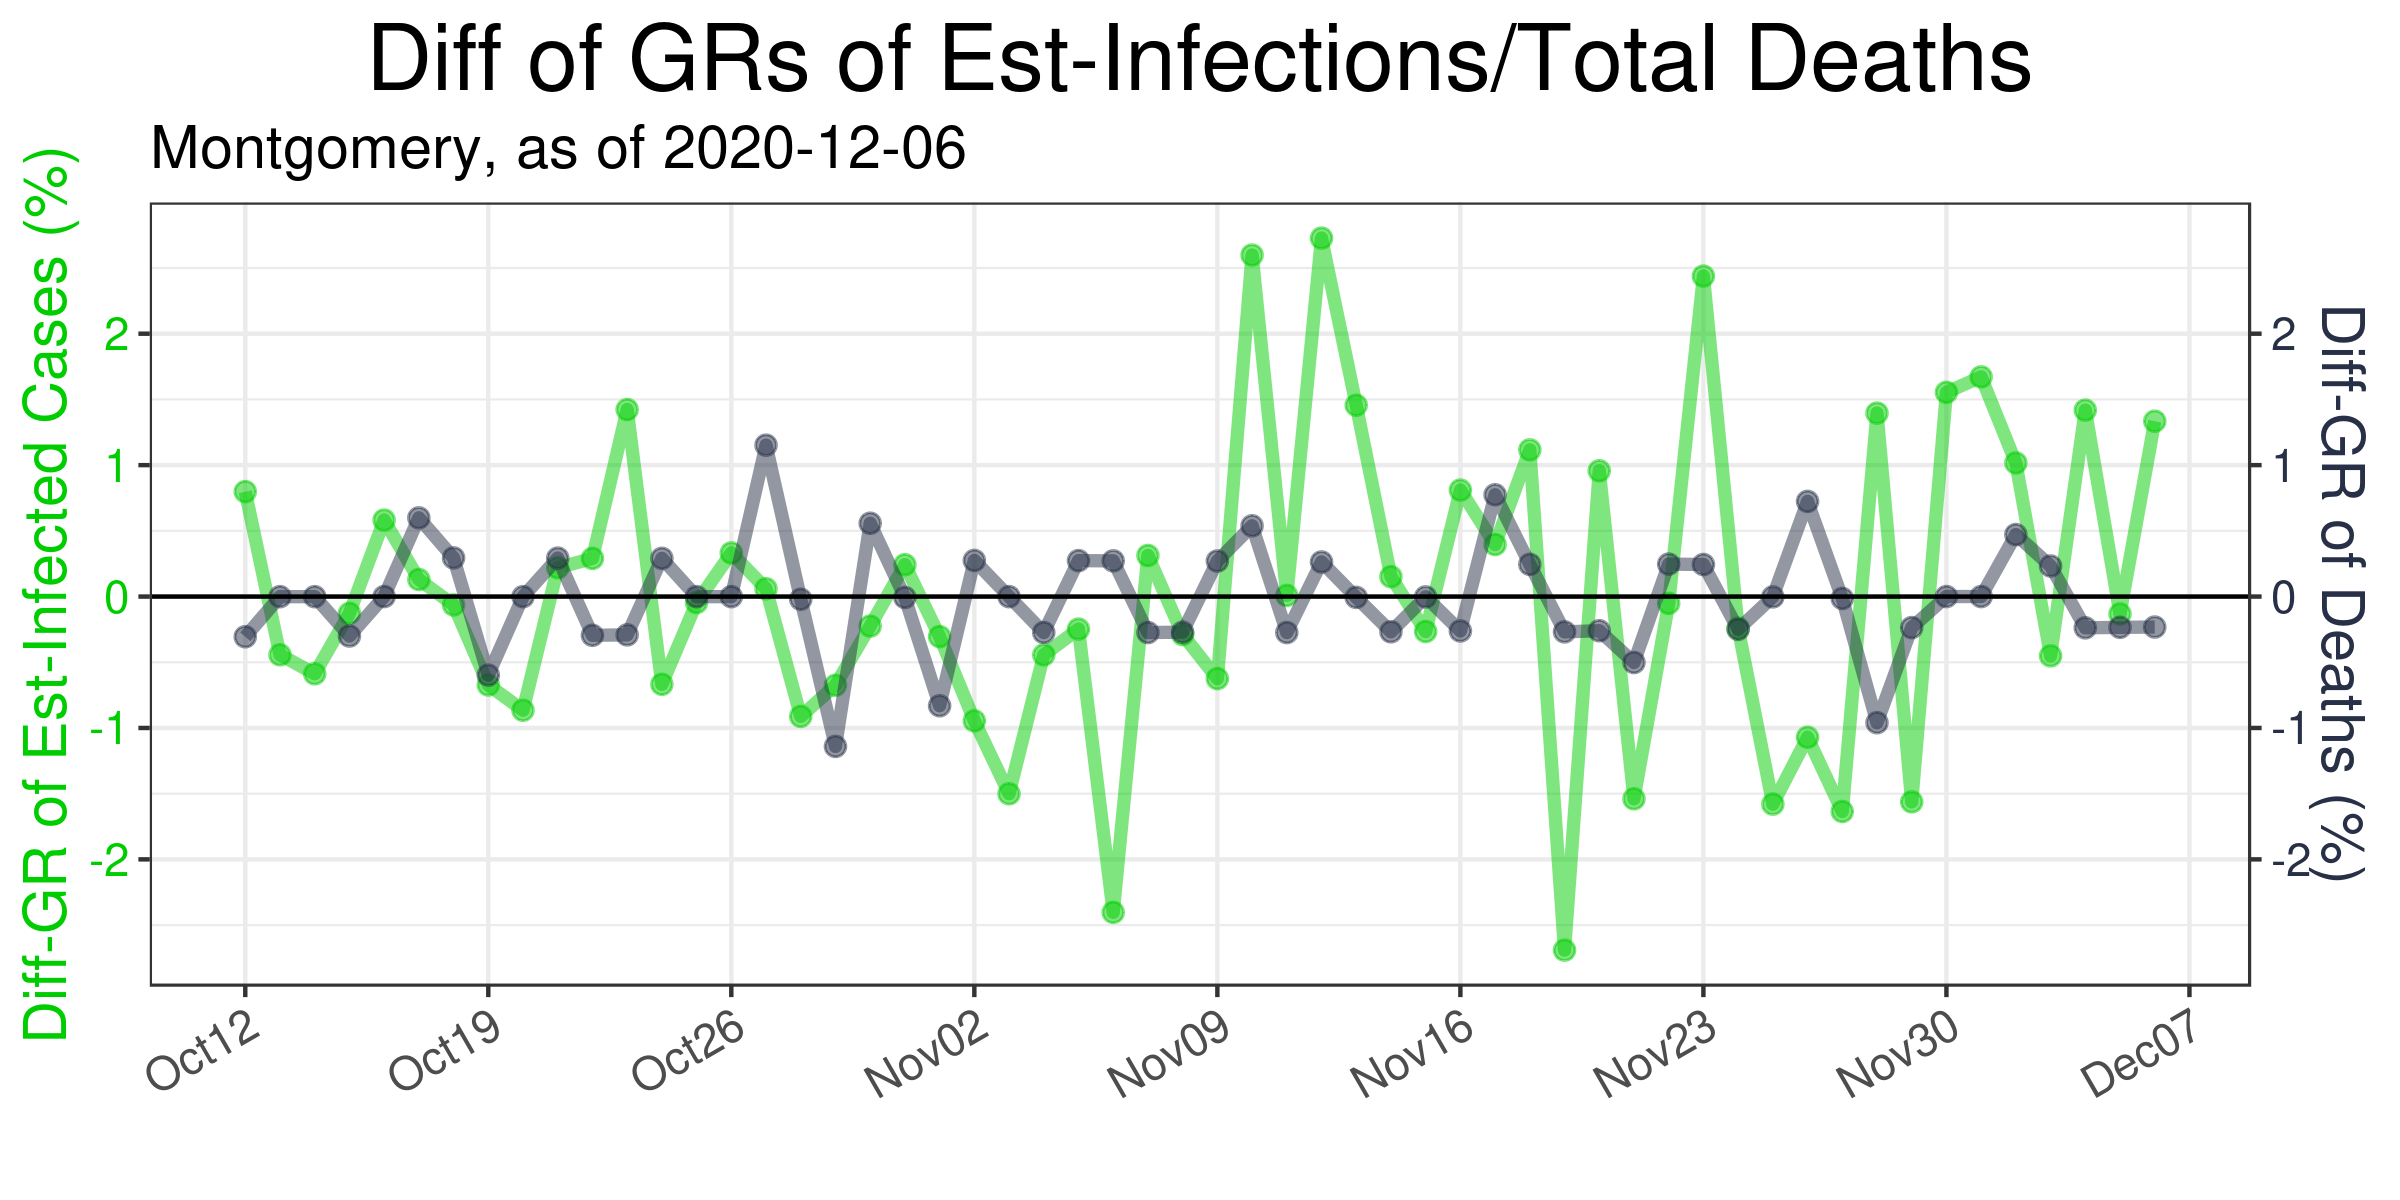 Diff of GRs of Est-Infections/Total Deaths
Montgomery, as of 2020-12-06
Diff-GR of Est-Infected Cases (%)
2
1
0
-1
-2
2
1
0
-1
-2
Diff-GR of Deaths (%)
Oct12
Oct19
Oct26
Nov02
Nov09
Nov16
Nov23
Nov30
Dec07